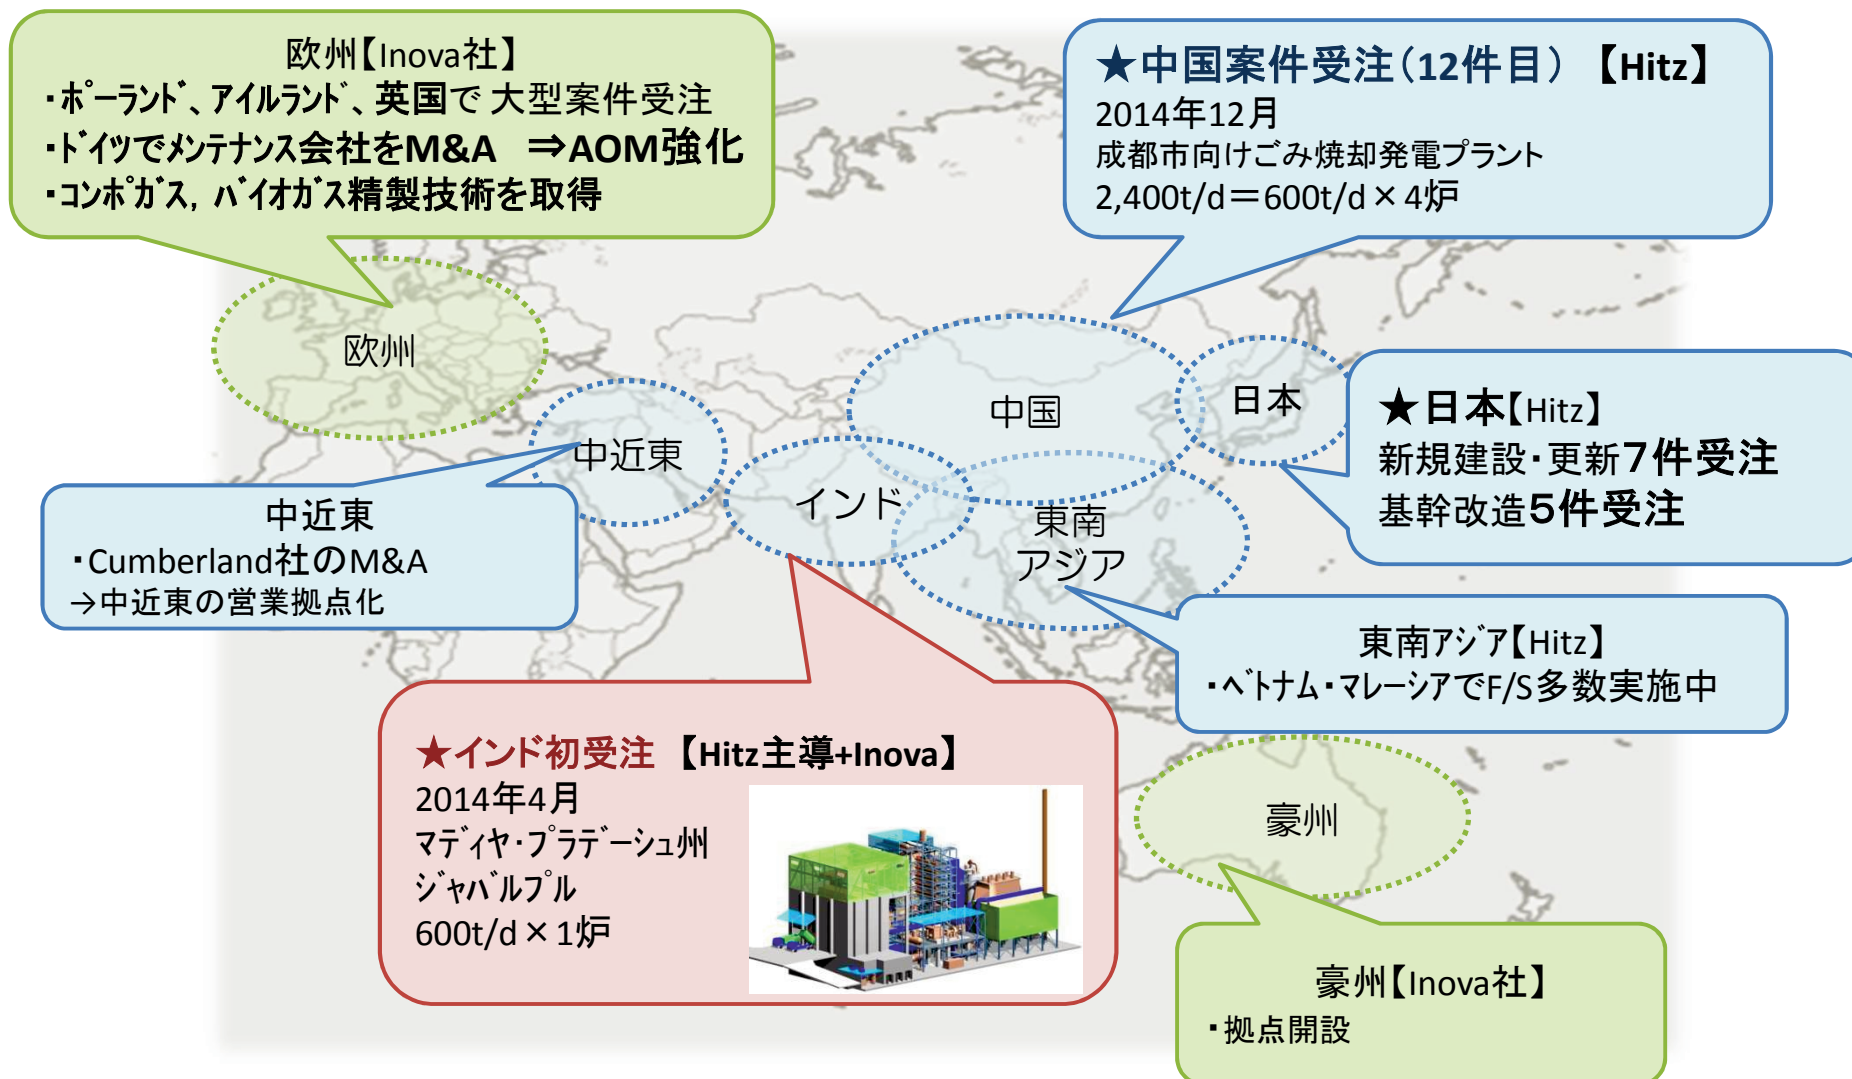 欧州【Inova社】
・ﾎﾟｰﾗﾝﾄﾞ、ｱｲﾙﾗﾝﾄﾞ、英国で大型案件受注
・ﾄﾞｲﾂでﾒﾝﾃﾅﾝｽ会社をM&A ⇒AOM強化
・ｺﾝﾎﾟｶﾞｽ，ﾊﾞｲｵｶﾞｽ精製技術を取得
★中国案件受注（12件目）【Hitz】
2014年12月
成都市向けごみ焼却発電プラント
2,400t/d＝600t/d×4炉
欧州
中国
日本
中近東
インド
東南
アジア
★日本【Hitz】
新規建設・更新7件受注
基幹改造5件受注
中近東
・Cumberland社のM&A
→中近東の営業拠点化
東南ｱｼﾞｱ【Hitz】
・ﾍﾞﾄﾅﾑ・ﾏﾚｰｼｱでF/S多数実施中
★インド初受注【Hitz主導+Inova】
2014年4月
ﾏﾃﾞｨﾔ・ﾌﾟﾗﾃﾞｰｼｭ州
ｼﾞｬﾊﾞﾙﾌﾟﾙ
600t/d×1炉
豪州
豪州【Inova社】
・拠点開設